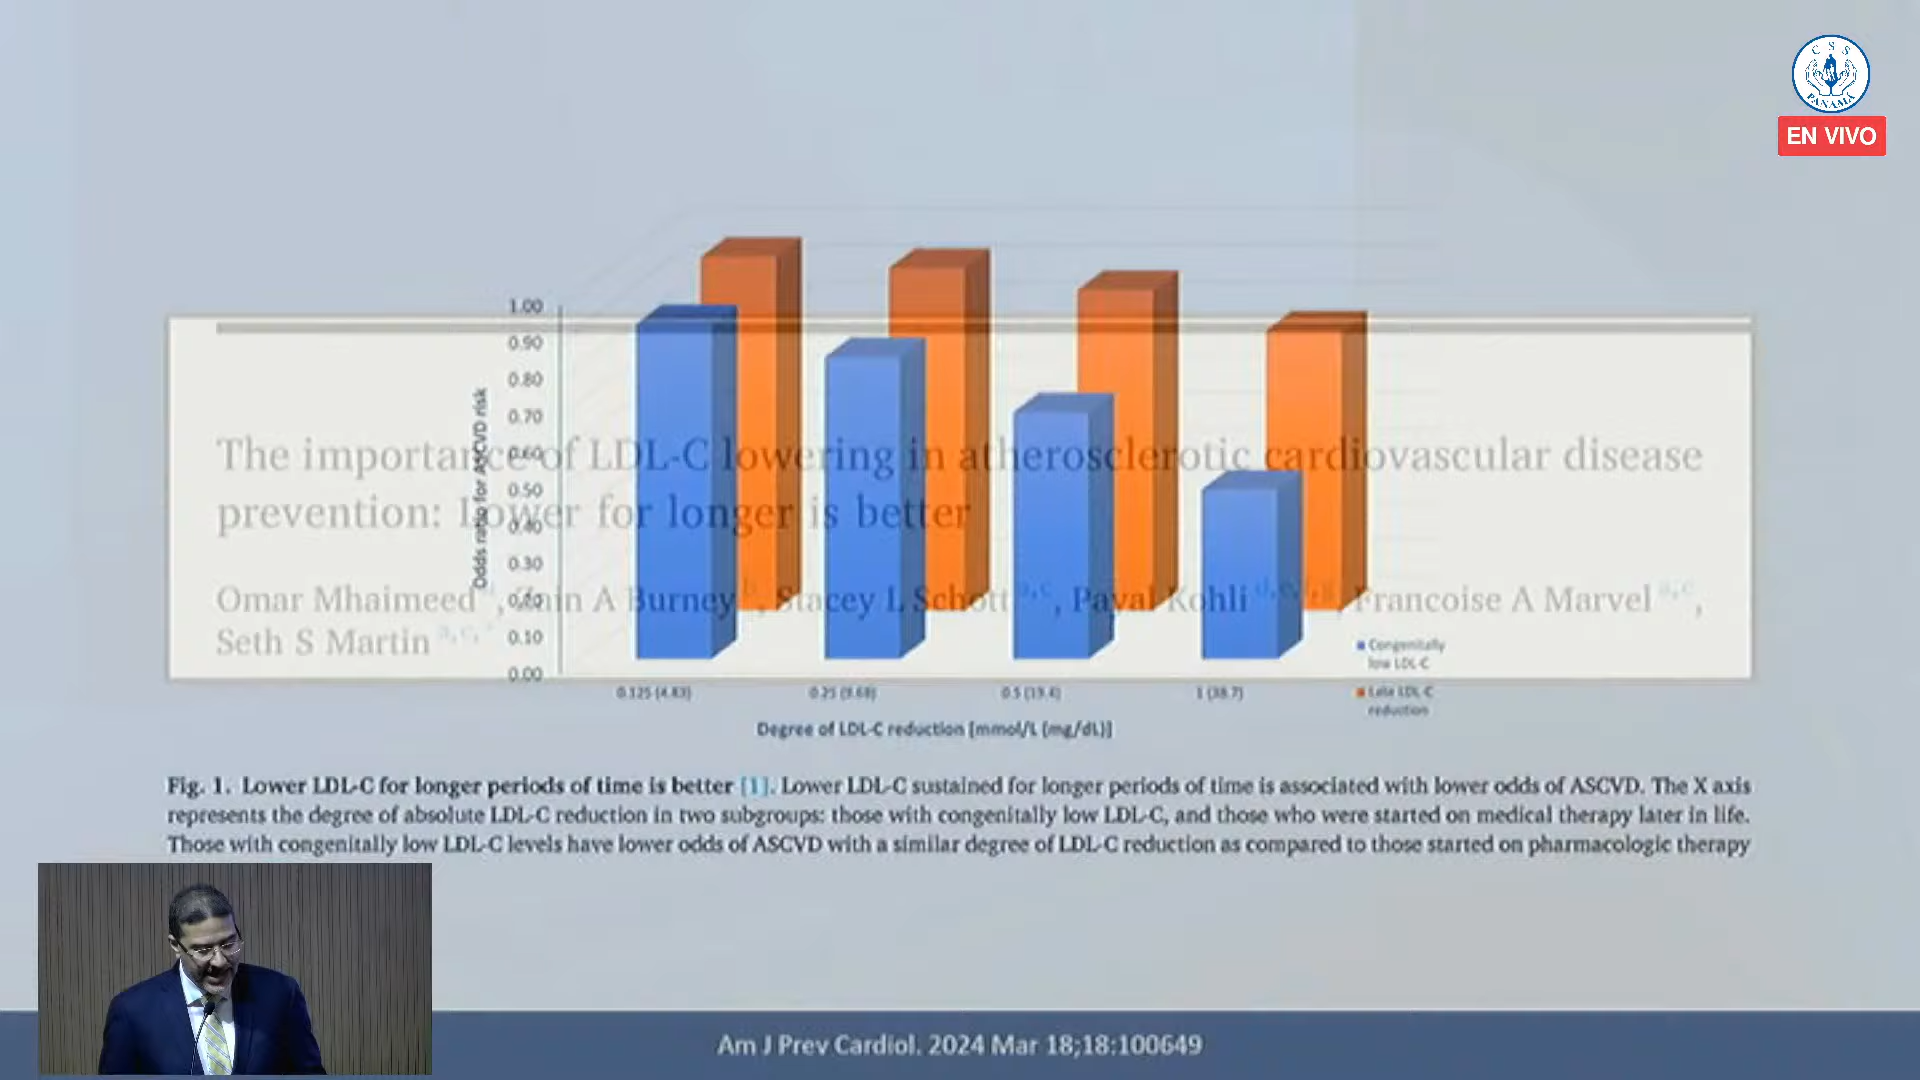 C S S
PANAMÁ
EN VIVO
1.00
0.90
0.80
0.70
0.60
0.50
0.40
0.30
0.20
0.10
0.00
Odds ratio for ASCVD risk
The importance of LDL-C lowering in atherosclerotic cardiovascular disease
prevention: Lower for longer is better
Omar Mhaimeed , Zain A Burney , Stacey L Schott a,c, Payal Kohli , Francoise A Marvel a,c,
Seth S Martin
Congenitally
low LDL-C
Late LDL-C
reduction
0.125 (4.83) 0.25 (9.68) 0.5 (19.4) 1 (38.7)
Degree of LDL-C reduction [mmol/L (mg/dL)]
Fig. 1. Lower LDL-C for longer periods of time is better [1]. Lower LDL-C sustained for longer periods of time is associated with lower odds of ASCVD. The X axis
represents the degree of absolute LDL-C reduction in two subgroups: those with congenitally low LDL-C, and those who were started on medical therapy later in life.
Those with congenitally low LDL-C levels have lower odds of ASCVD with a similar degree of LDL-C reduction as compared to those started on pharmacologic therapy
Am J Prev Cardiol. 2024 Mar 18;18:100649